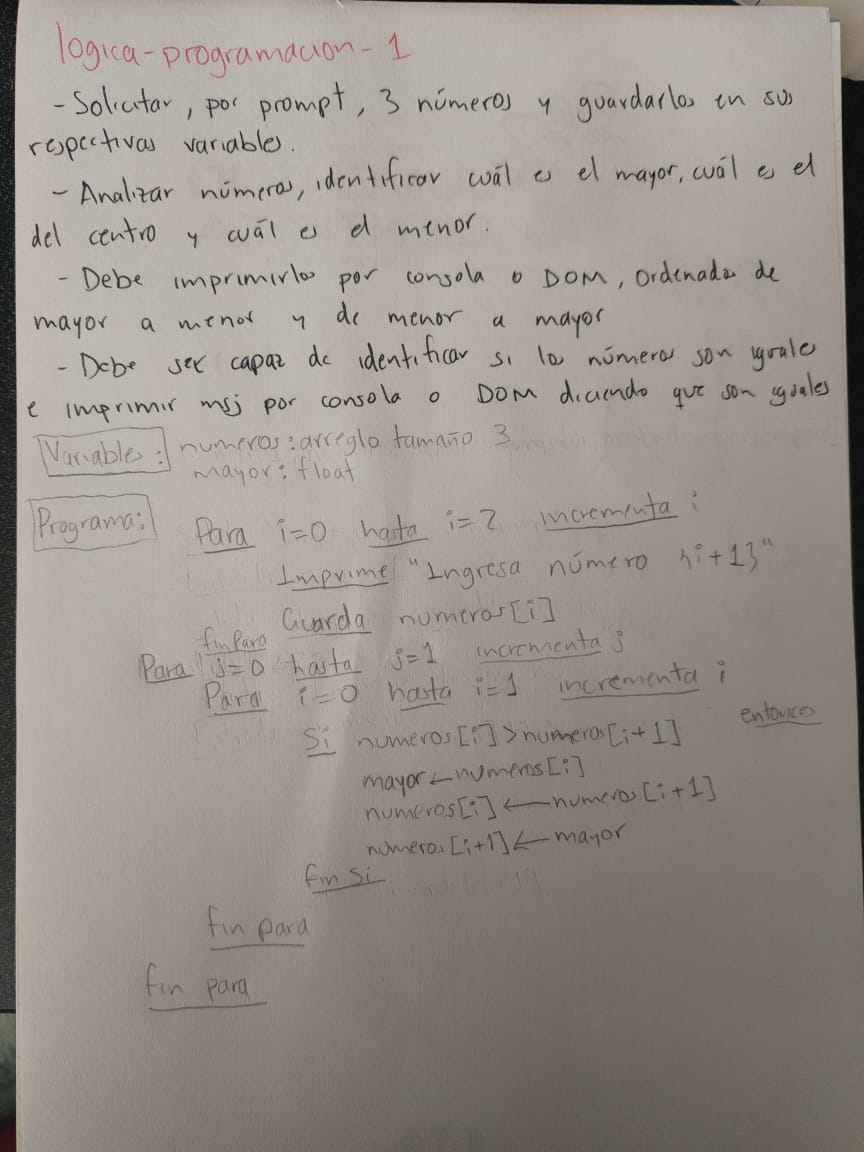 logica-programacion-1
- Solicitar, por prompt, 3 números y guardarlos en sus
respectivas variables.
- Analizar números, identificar cuál es el mayor, cuál es el
del centro y cuál es el menor.
- Debe imprimirlos por consola o DOM, ordenados de
mayor a menor y de menor a mayor
- Debe ser capaz de identificar si los números son iguales
e imprimir msj por consola o DOM diciendo que son iguales
Variables: numeros: arreglo tamaño 3
mayor: float
Programa: Para i=0 hasta i=2 incrementa i
Imprime "Ingresa número {i+1}"
Guarda numeros[i]
fin Para
Para j=0 hasta j=1 incrementa j
Para i=0 hasta i=1 incrementa i
Si numeros[i]>numeros[i+1] entonces
mayor←numeros[i]
numeros[i]←numeros[i+1]
numeros[i+1]←mayor
fin Si
fin para
fin para